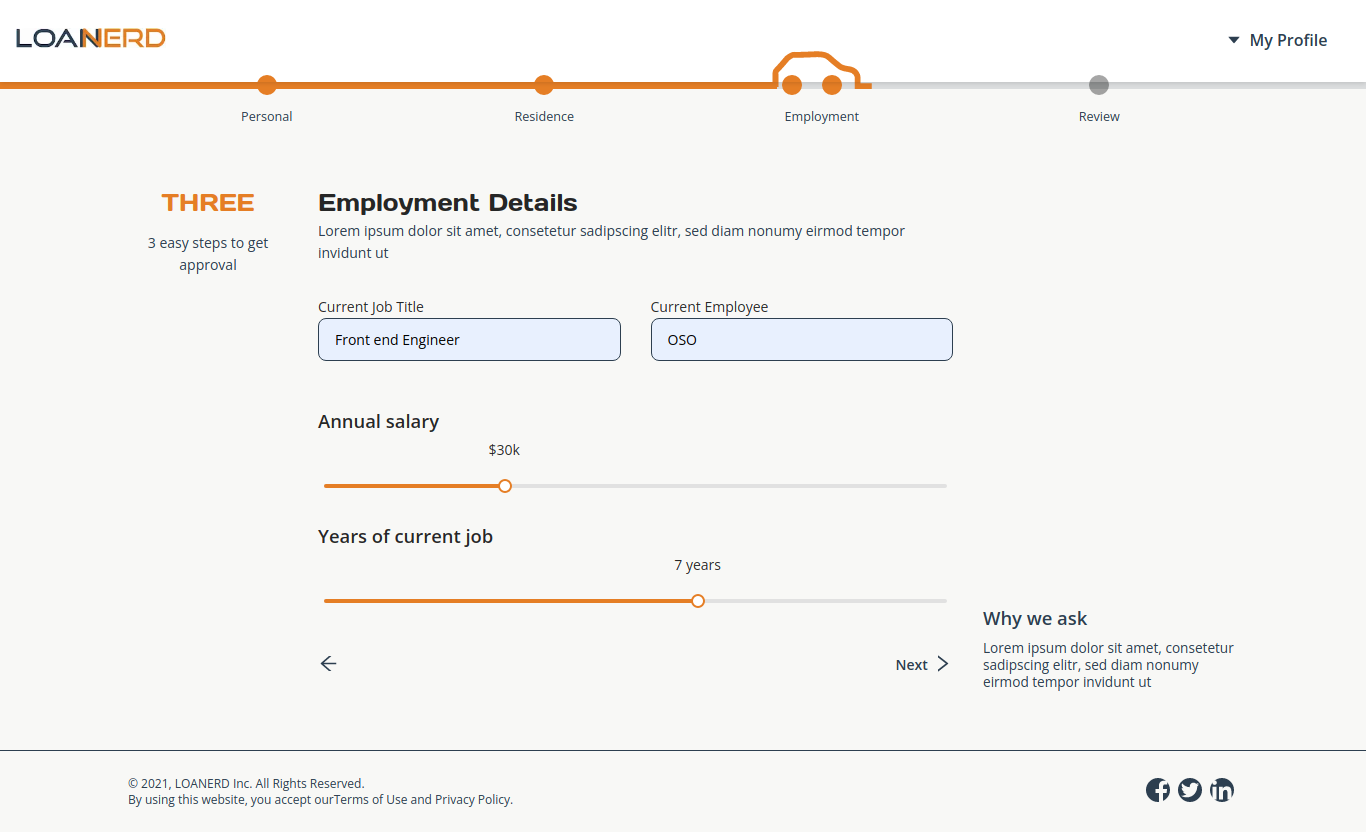 LOANERD
My Profile
Personal
Residence
Employment
Review
THREE
3 easy steps to get
approval
Employment Details
Lorem ipsum dolor sit amet, consetetur sadipscing elitr, sed diam nonumy eirmod tempor
invidunt ut
Current Job Title
Current Employee
Front end Engineer
OSO
Annual salary
$30k
Years of current job
7 years
Next
Why we ask
Lorem ipsum dolor sit amet, consetetur
sadipscing elitr, sed diam nonumy
eirmod tempor invidunt ut
© 2021, LOANERD Inc. All Rights Reserved.
By using this website, you accept ourTerms of Use and Privacy Policy.